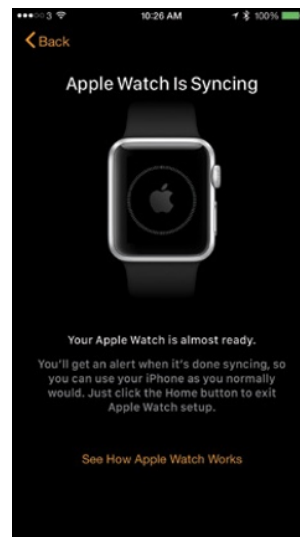 3 10:26 AM 100%
Back
Apple Watch Is Syncing
Your Apple Watch is almost ready.
You'll get an alert when it's done syncing, so
you can use your iPhone as you normally
would. Just click the Home button to exit
Apple Watch setup.
See How Apple Watch Works